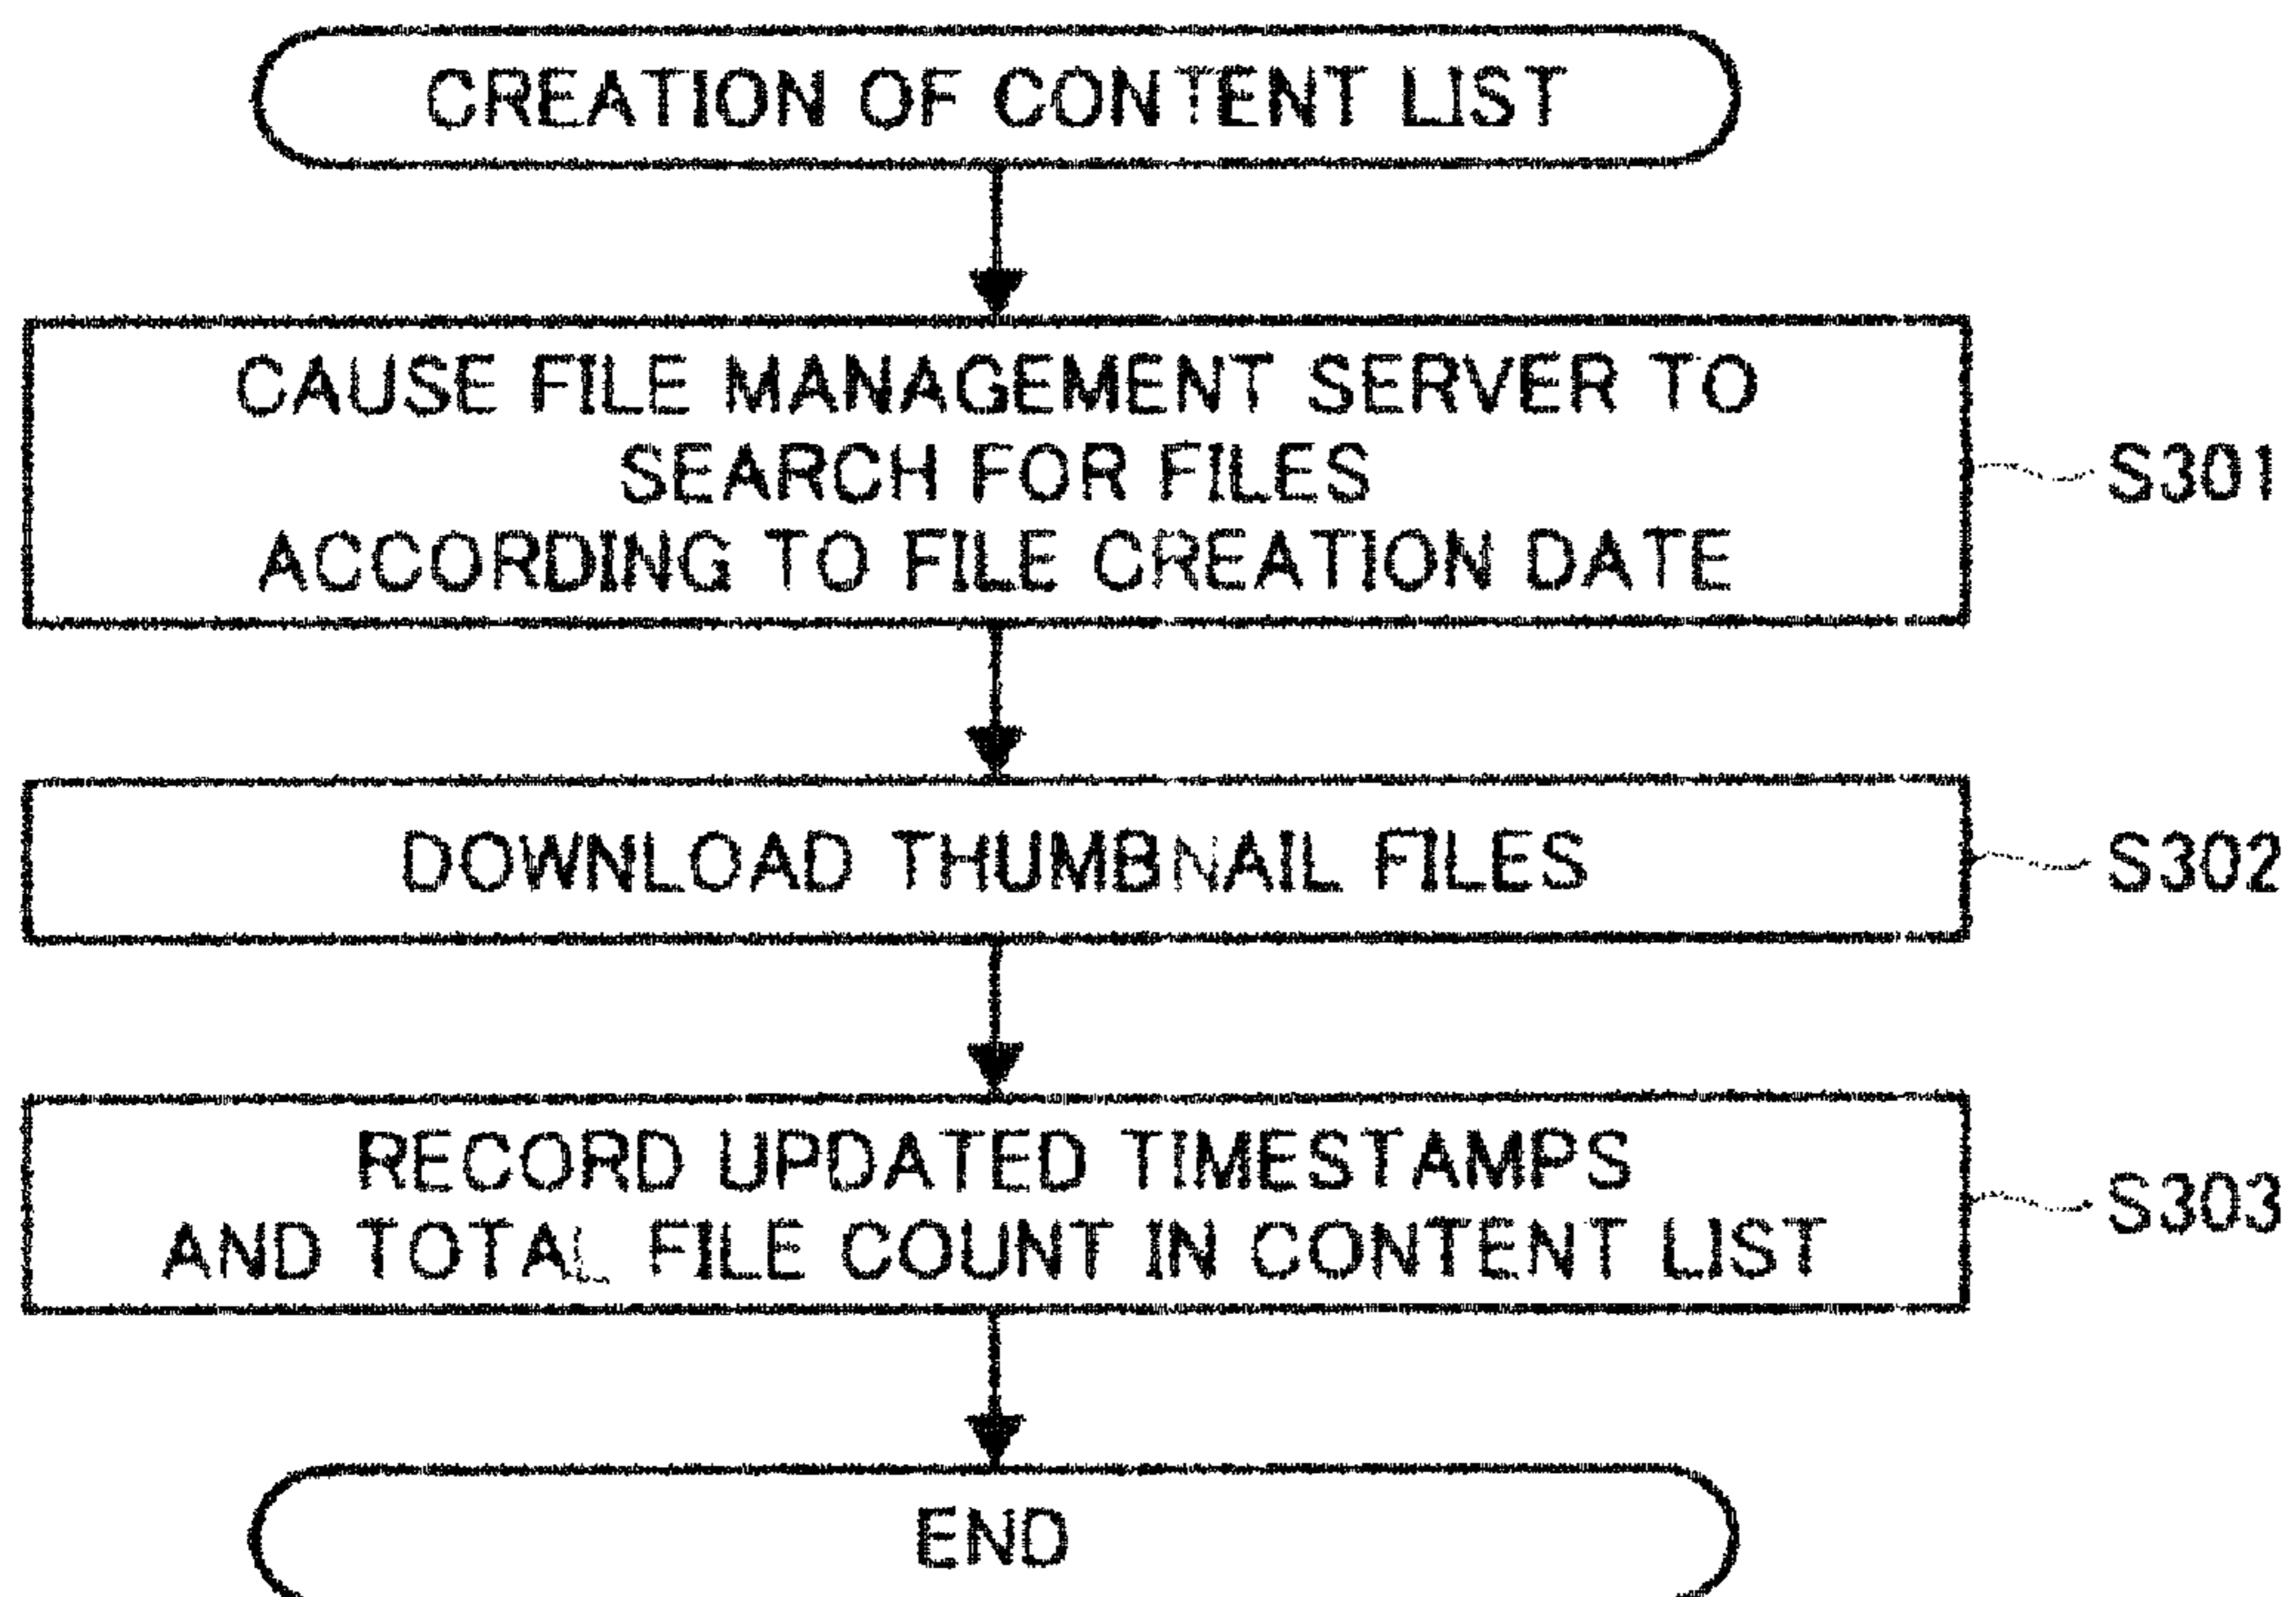 CREATION OF CONTENT LIST
CAUSE FILE MANAGEMENT SERVER TO
SEARCH FOR FILES
ACCORDING TO FILE CREATION DATE
S301
DOWNLOAD THUMBNAIL FILES
S302
RECORD UPDATED TIMESTAMPS
AND TOTAL FILE COUNT IN CONTENT LIST
S303
END